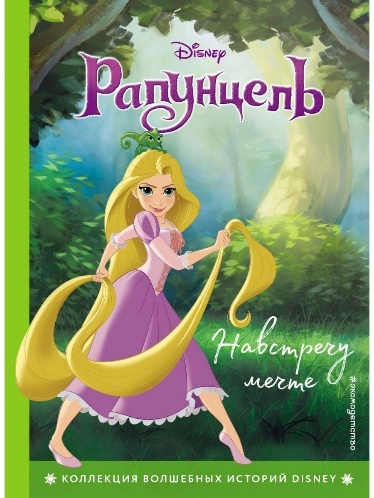 Disney
Рапунцель
Навстречу
мечте
#эксмодетство
КОЛЛЕКЦИЯ ВОЛШЕБНЫХ ИСТОРИЙ DISNEY